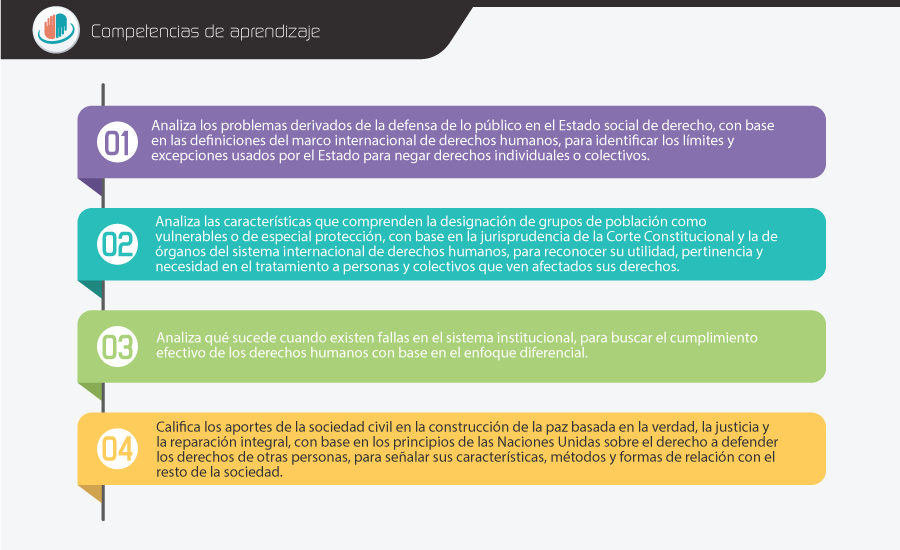 Competencias de aprendizaje
01
Analiza los problemas derivados de la defensa de lo público en el Estado social de derecho, con base
en las definiciones del marco internacional de derechos humanos, para identificar los límites y
excepciones usados por el Estado para negar derechos individuales o colectivos.
02
Analiza las características que comprenden la designación de grupos de población como
vulnerables o de especial protección, con base en la jurisprudencia de la Corte Constitucional y la de
órganos del sistema internacional de derechos humanos, para reconocer su utilidad, pertinencia y
necesidad en el tratamiento a personas y colectivos que ven afectados sus derechos.
03
Analiza qué sucede cuando existen fallas en el sistema institucional, para buscar el cumplimiento
efectivo de los derechos humanos con base en el enfoque diferencial.
04
Califica los aportes de la sociedad civil en la construcción de la paz basada en la verdad, la justicia y
la reparación integral, con base en los principios de las Naciones Unidas sobre el derecho a defender
los derechos de otras personas, para señalar sus características, métodos y formas de relación con el
resto de la sociedad.